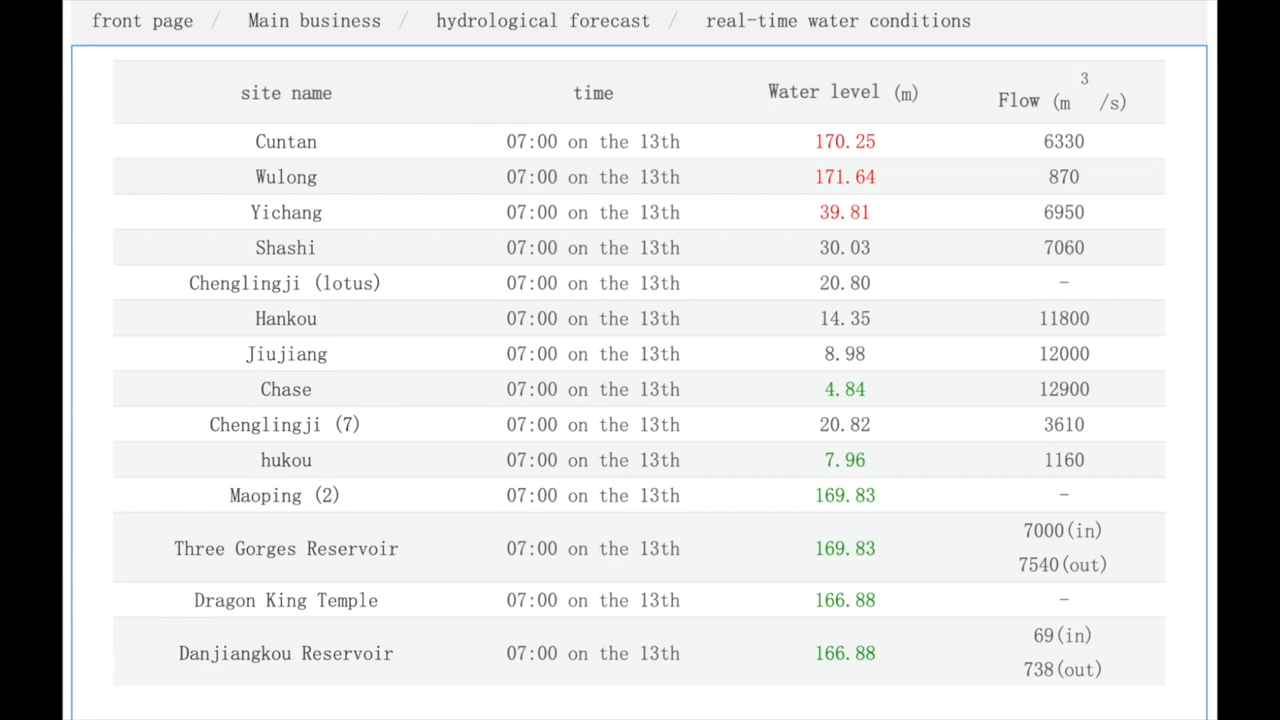 front page / Main business / hydrological forecast / real-time water conditions
site name time Water level (m) Flow (m³/s)
Cuntan 07:00 on the 13th 170.25 6330
Wulong 07:00 on the 13th 171.64 870
Yichang 07:00 on the 13th 39.81 6950
Shashi 07:00 on the 13th 30.03 7060
Chenglingji (lotus) 07:00 on the 13th 20.80 -
Hankou 07:00 on the 13th 14.35 11800
Jiujiang 07:00 on the 13th 8.98 12000
Chase 07:00 on the 13th 4.84 12900
Chenglingji (7) 07:00 on the 13th 20.82 3610
hukou 07:00 on the 13th 7.96 1160
Maoping (2) 07:00 on the 13th 169.83 -
Three Gorges Reservoir 07:00 on the 13th 169.83 7000(in)
7540(out)
Dragon King Temple 07:00 on the 13th 166.88 -
Danjiangkou Reservoir 07:00 on the 13th 166.88 69(in)
738(out)